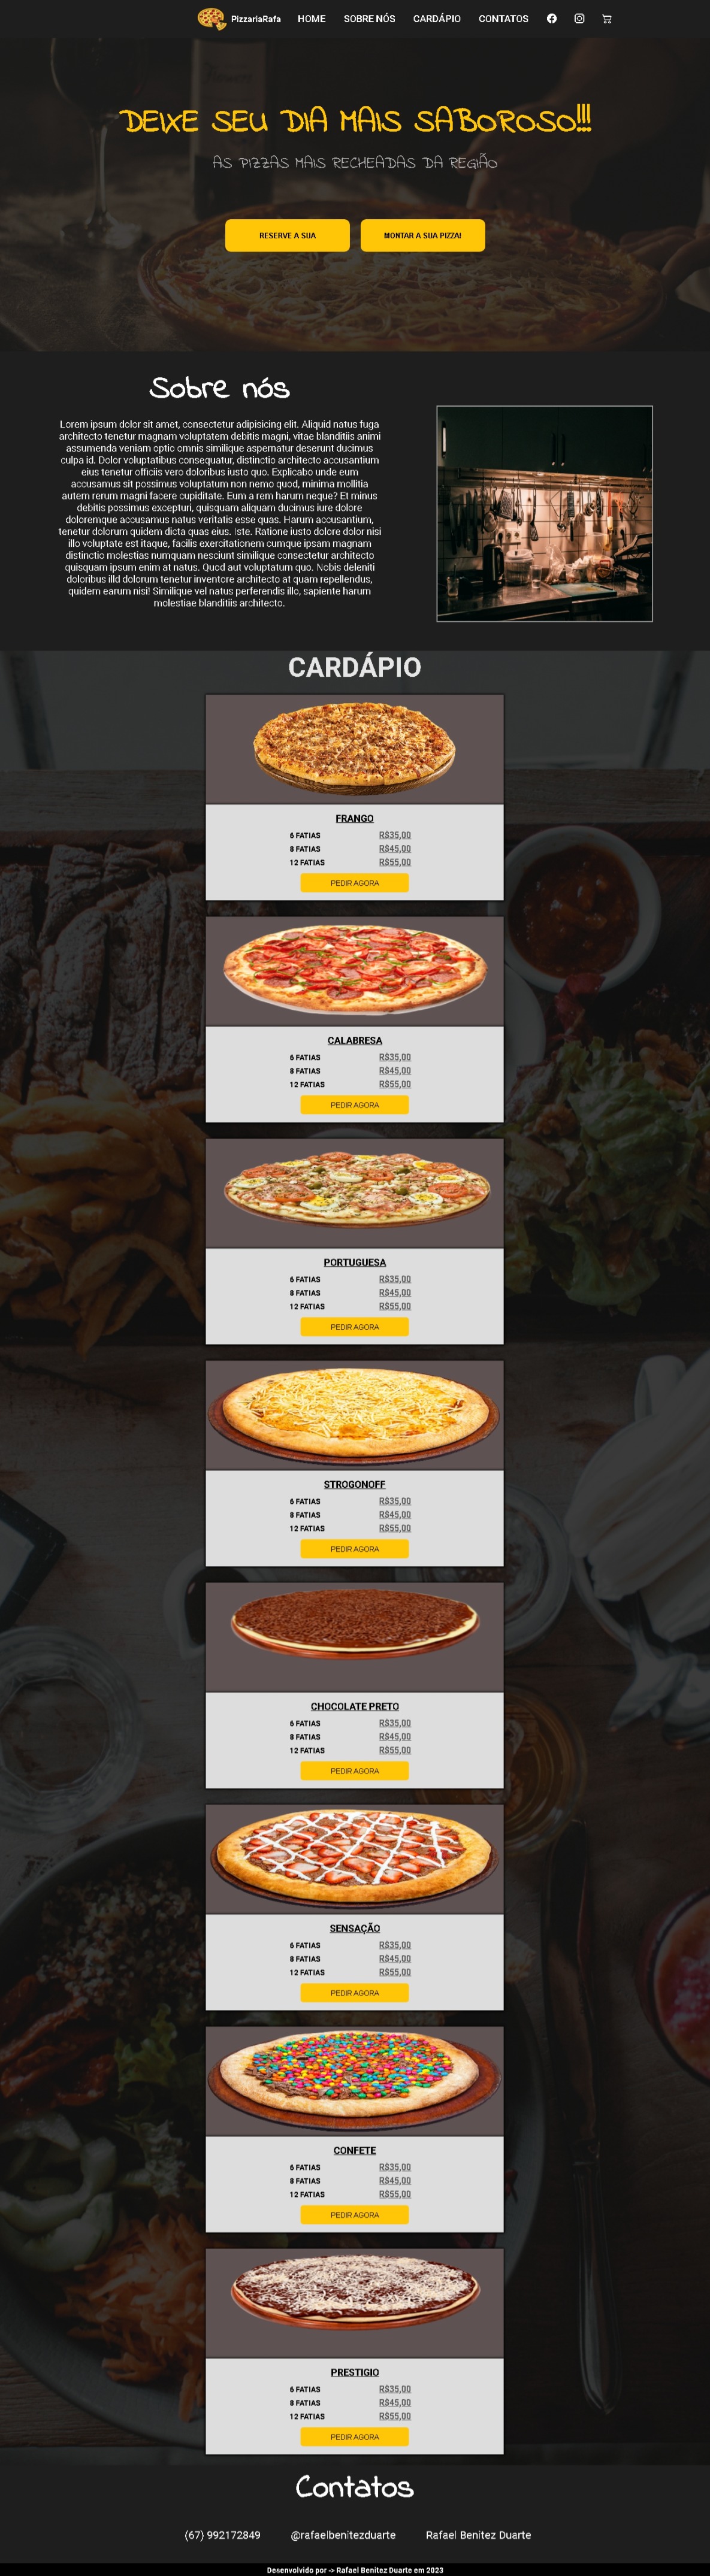 PizzariaRafa HOME SOBRE NÓS CARDÁPIO CONTATOS
DEIXE SEU DIA MAIS SABOROSO!!!
AS PIZZAS MAIS RECHEADAS DA REGIÃO
RESERVE A SUA MONTAR A SUA PIZZA!
Sobre nós
Lorem ipsum dolor sit amet, consectetur adipisicing elit. Aliquid natus fuga
architecto tenetur magnam voluptatem debitis magni, vitae blanditiis animi
assumenda veniam optio omnis similique aspernatur deserunt ducimus
culpa id. Dolor voluptatibus consequatur, distinctio architecto accusantium
eius tenetur officiis vero doloribus iusto quo. Explicabo unde eum
accusamus sit possimus voluptatum non nemo quod, minima mollitia
autem rerum magni facere cupiditate. Eum a rem harum neque? Et minus
debitis possimus excepturi, quisquam aliquam ducimus iure dolore
doloremque accusamus natus veritatis esse quas. Harum accusantium,
tenetur dolorum quidem dicta quas eius. Iste. Ratione iusto dolore dolor nisi
illo voluptate est itaque, facilis exercitationem cumque ipsam magnam
distinctio molestias numquam nesciunt similique consectetur architecto
quisquam ipsum enim at natus. Quod aut voluptatum quo. Nobis deleniti
doloribus illd dolorum tenetur inventore architecto at quam repellendus,
quidem earum nisi! Similique vel natus perferendis illo, sapiente harum
molestiae blanditiis architecto.
CARDÁPIO
FRANGO
6 FATIAS R$35,00
8 FATIAS R$45,00
12 FATIAS R$55,00
PEDIR AGORA
CALABRESA
6 FATIAS R$35,00
8 FATIAS R$45,00
12 FATIAS R$55,00
PEDIR AGORA
PORTUGUESA
6 FATIAS R$35,00
8 FATIAS R$45,00
12 FATIAS R$55,00
PEDIR AGORA
STROGONOFF
6 FATIAS R$35,00
8 FATIAS R$45,00
12 FATIAS R$55,00
PEDIR AGORA
CHOCOLATE PRETO
6 FATIAS R$35,00
8 FATIAS R$45,00
12 FATIAS R$55,00
PEDIR AGORA
SENSAÇÃO
6 FATIAS R$35,00
8 FATIAS R$45,00
12 FATIAS R$55,00
PEDIR AGORA
CONFETE
6 FATIAS R$35,00
8 FATIAS R$45,00
12 FATIAS R$55,00
PEDIR AGORA
PRESTIGIO
6 FATIAS R$35,00
8 FATIAS R$45,00
12 FATIAS R$55,00
PEDIR AGORA
Contatos
(67) 992172849 @rafaelbenitezduarte Rafael Benitez Duarte
Desenvolvido por -> Rafael Benitez Duarte em 2023